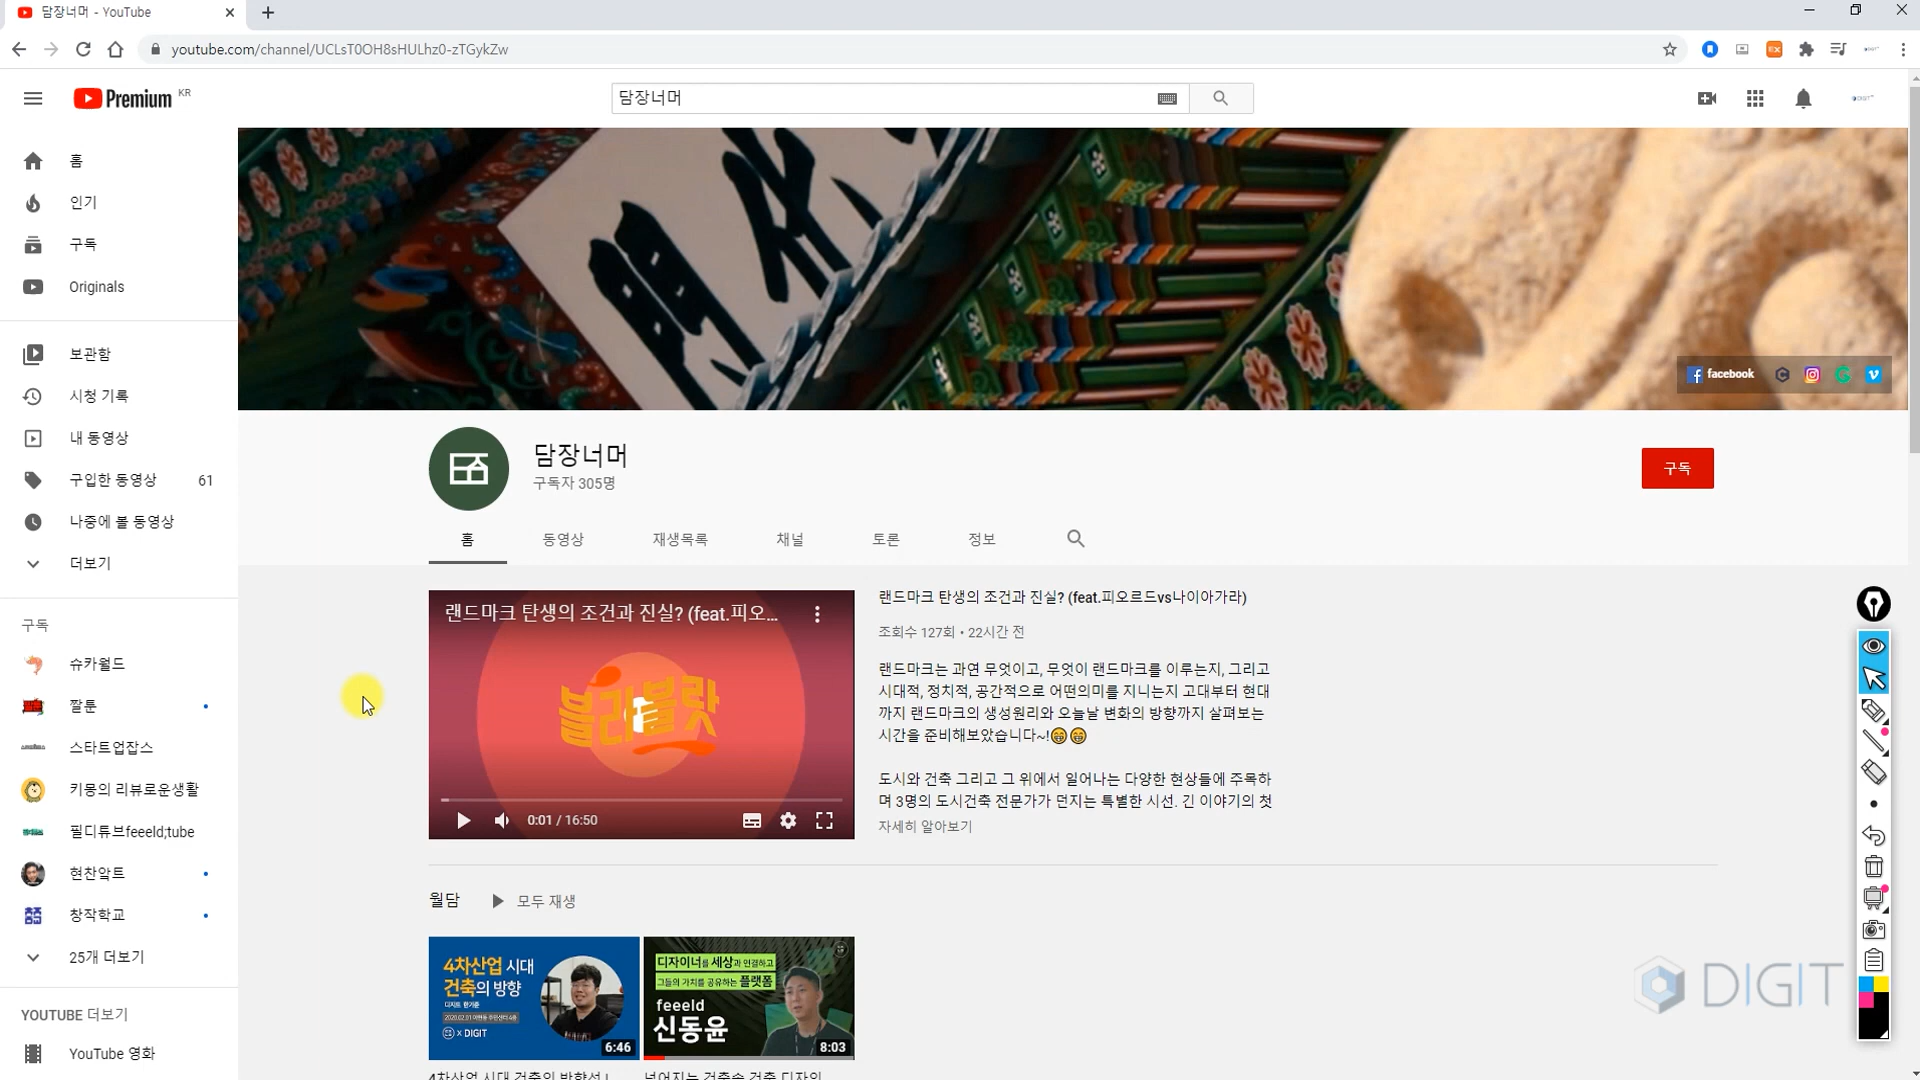 담장너머 - YouTube
youtube.com/channel/UCLsT0OH8sHULhz0-zTGykZw
Premium KR
담장너머
홈
인기
구독
Originals
보관함
시청 기록
내 동영상
구입한 동영상 61
나중에 볼 동영상
더보기
구독
슈카월드
짤툰
스타트업잡스
키몽의 리뷰로운생활
필디튜브feeeld;tube
현찬앞트
창작학교
25개 더보기
YOUTUBE 더보기
YouTube 영화
facebook
담장너머
구독자 305명
구독
홈 동영상 재생목록 채널 토론 정보
랜드마크 탄생의 조건과 진실? (feat.피오...
블라블랏
0:01 / 16:50
랜드마크 탄생의 조건과 진실? (feat.피오르드vs나이아가라)
조회수 127회 • 22시간 전
랜드마크는 과연 무엇이고, 무엇이 랜드마크를 이루는지, 그리고
시대적, 정치적, 공간적으로 어떤의미를 지니는지 고대부터 현대
까지 랜드마크의 생성원리와 오늘날 변화의 방향까지 살펴보는
시간을 준비해보았습니다~!😁😁
도시와 건축 그리고 그 위에서 일어나는 다양한 현상들에 주목하
며 3명의 도시건축 전문가가 던지는 특별한 시선. 긴 이야기의 첫
자세히 알아보기
월담 모두 재생
4차산업 시대
건축의 방향
디지트 한기준
X DIGIT
6:46
디자이너를 세상과 연결하고
그들의 가치를 공유하는 플랫폼
feeeld
신동윤
8:03
DIGIT